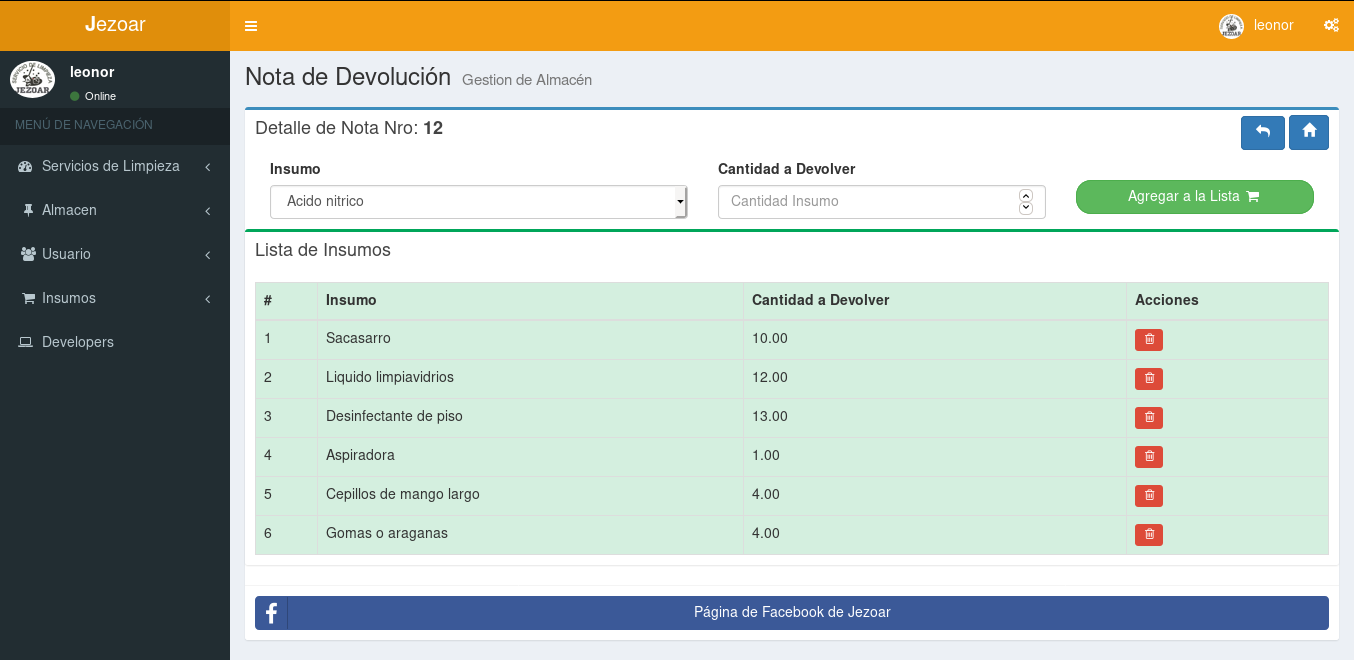 Jezoar
leonor
leonor
Online
MENÚ DE NAVEGACIÓN
Servicios de Limpieza
Almacen
Usuario
Insumos
Developers
Nota de Devolución Gestion de Almacén
Detalle de Nota Nro: 12
Insumo Cantidad a Devolver
Acido nitrico Cantidad Insumo Agregar a la Lista
Lista de Insumos
# Insumo Cantidad a Devolver Acciones
1 Sacasarro 10.00
2 Liquido limpiavidrios 12.00
3 Desinfectante de piso 13.00
4 Aspiradora 1.00
5 Cepillos de mango largo 4.00
6 Gomas o araganas 4.00
Página de Facebook de Jezoar